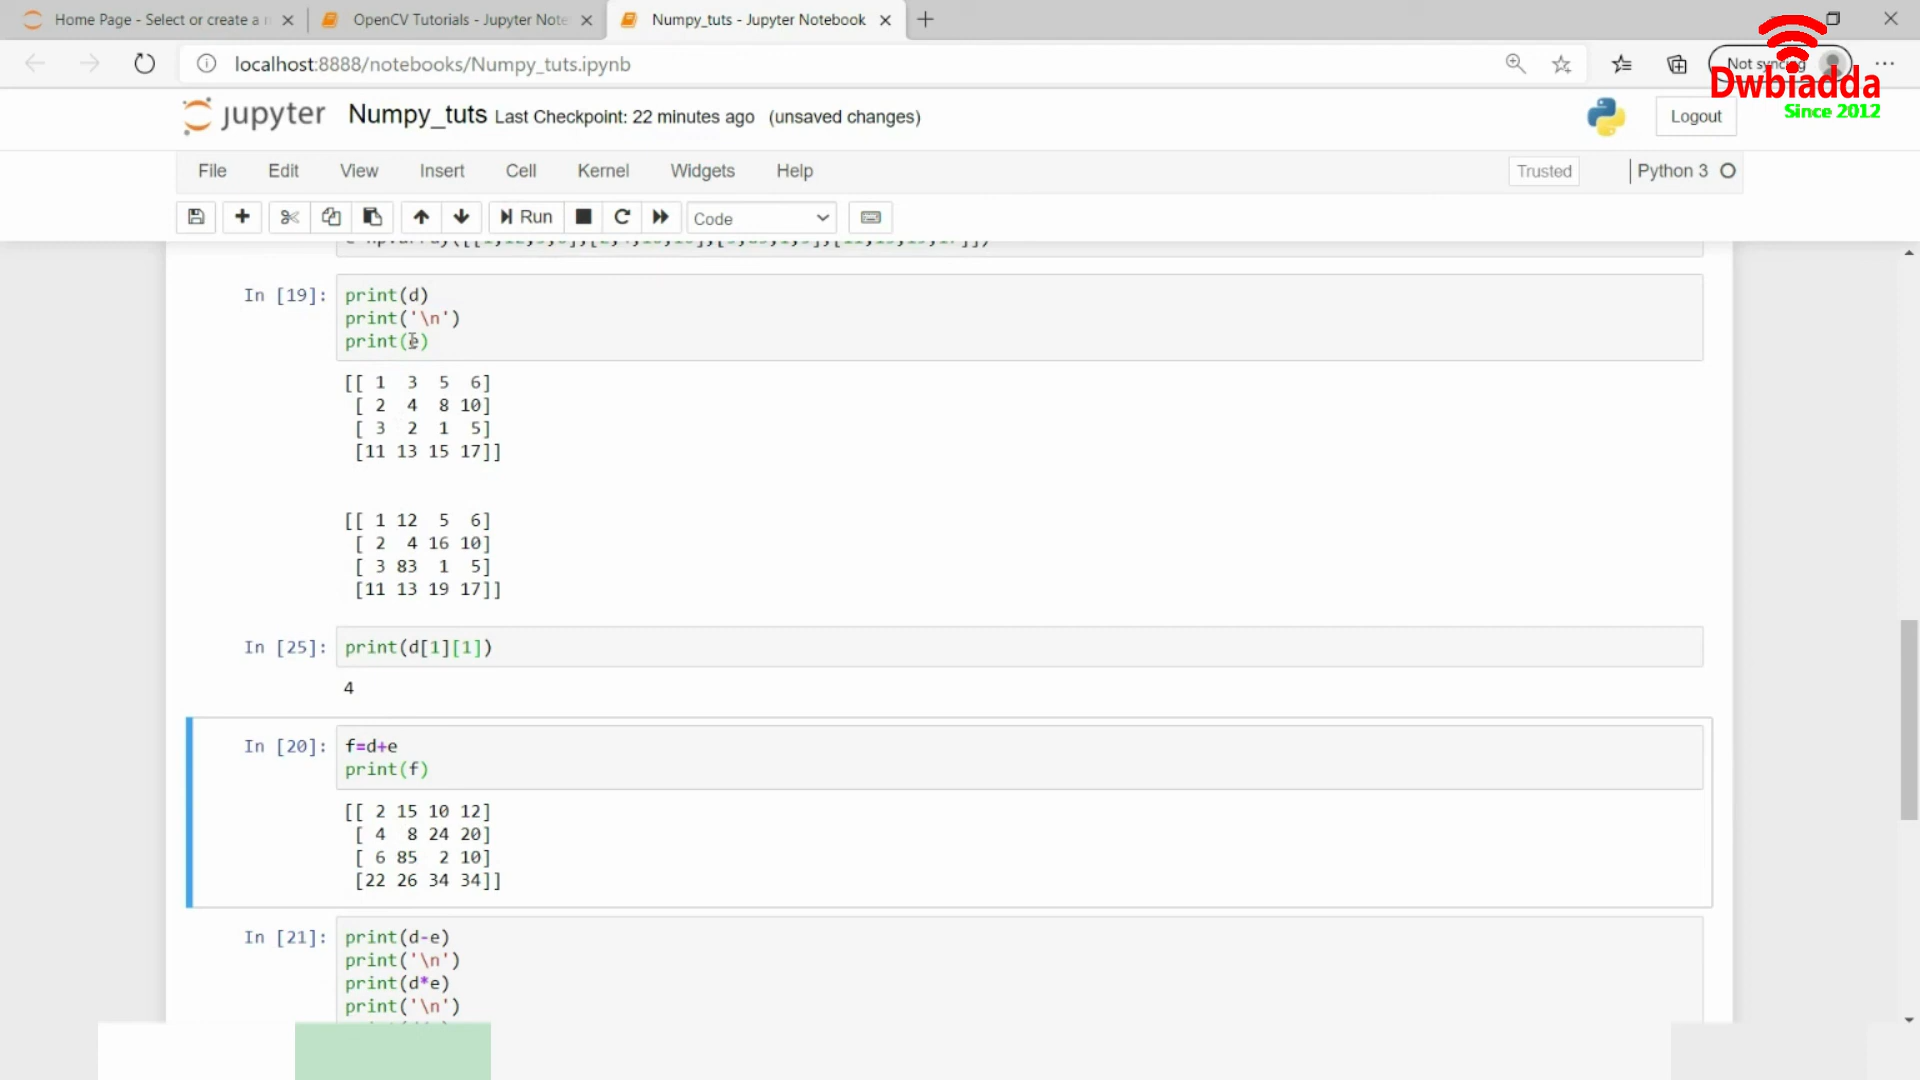 Home Page - Select or create a n
OpenCV Tutorials - Jupyter Note
Numpy_tuts - Jupyter Notebook
localhost:8888/notebooks/Numpy_tuts.ipynb
Not syncing
Dwbiadda
Since 2012
jupyter Numpy_tuts Last Checkpoint: 22 minutes ago (unsaved changes)
Logout
File Edit View Insert Cell Kernel Widgets Help
Trusted
Python 3
Run
Code
In [19]: print(d)
print('\n')
print(e)
[[ 1  3  5  6]
[ 2  4  8 10]
[ 3  2  1  5]
[11 13 15 17]]
[[ 1 12  5  6]
[ 2  4 16 10]
[ 3 83  1  5]
[11 13 19 17]]
In [25]: print(d[1][1])
4
In [20]: f=d+e
print(f)
[[ 2 15 10 12]
[ 4  8 24 20]
[ 6 85  2 10]
[22 26 34 34]]
In [21]: print(d-e)
print('\n')
print(d*e)
print('\n')